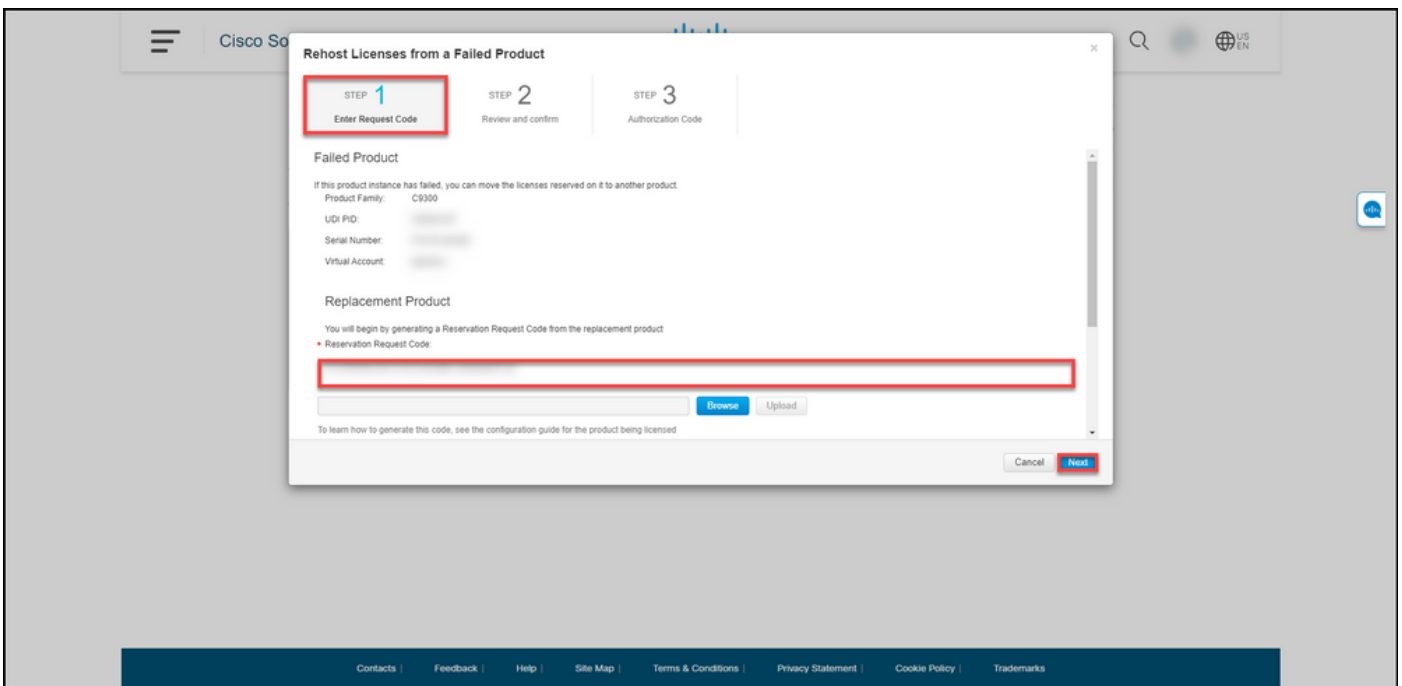 Cisco So
US
EN
Rehost Licenses from a Failed Product
×
STEP 1
Enter Request Code
STEP 2
Review and confirm
STEP 3
Authorization Code
Failed Product
If this product instance has failed, you can move the licenses reserved on it to another product.
Product Family: C9300
UDI PID:
Serial Number:
Virtual Account:
Replacement Product
You will begin by generating a Reservation Request Code from the replacement product
• Reservation Request Code:
Browse Upload
To learn how to generate this code, see the configuration guide for the product being licensed
Cancel Next
Contacts | Feedback | Help | Site Map | Terms & Conditions | Privacy Statement | Cookie Policy | Trademarks